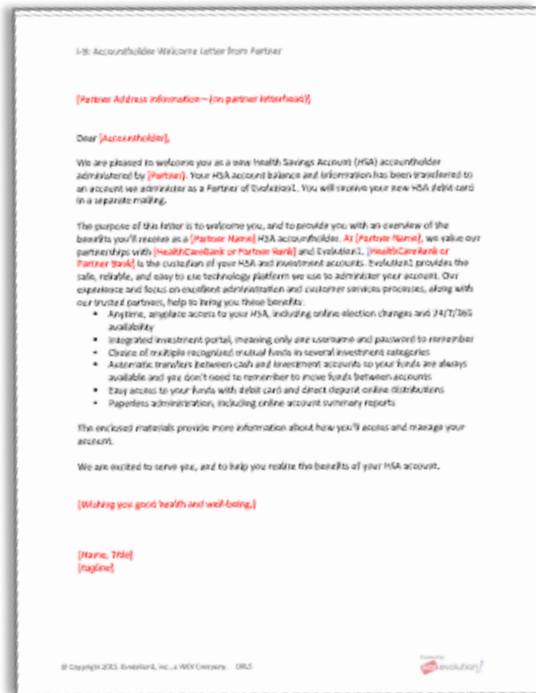 Accountholder Welcome Letter from Partner
[Partner Address information – (on partner letterhead)]
Dear [Accountholder],
We are pleased to welcome you as a new Health Savings Account (HSA) accountholder
administered by [Partner]. Your HSA account balance and information has been transferred to
an account we administer as a Partner of Evolution1. You will receive your new HSA debit card
in a separate mailing.
The purpose of this letter is to welcome you, and to provide you with an overview of the
benefits you'll receive as a [Partner Name] HSA accountholder. At [Partner Name], we value our
partnerships with [HealthCareBank or Partner Bank] and Evolution1. [HealthCareBank or
Partner Bank] is the custodian of your HSA and investment accounts. Evolution1 provides the
safe, reliable, and easy to use technology platform we use to administer your account. Our
experience and focus on excellent administration and customer services processes, along with
our trusted partners, help to bring you these benefits:
• Anytime, anyplace access to your HSA, including online election changes and 24/7/365
availability
• Integrated investment portal, meaning only one username and password to remember
• Choice of multiple recognized mutual funds in several investment categories
• Automatic transfers between cash and investment accounts so your funds are always
available and you don't need to remember to move funds between accounts
• Easy access to your funds with debit card and direct deposit online distributions
• Paperless administration, including online account summary reports
The enclosed materials provide more information about how you'll access and manage your
account.
We are excited to serve you, and to help you realize the benefits of your HSA account.
[Wishing you good health and well-being,]
[Name, Title]
[tagline]
© Copyright 2015 Evolution1, Inc., a WEX Company.
evolution1